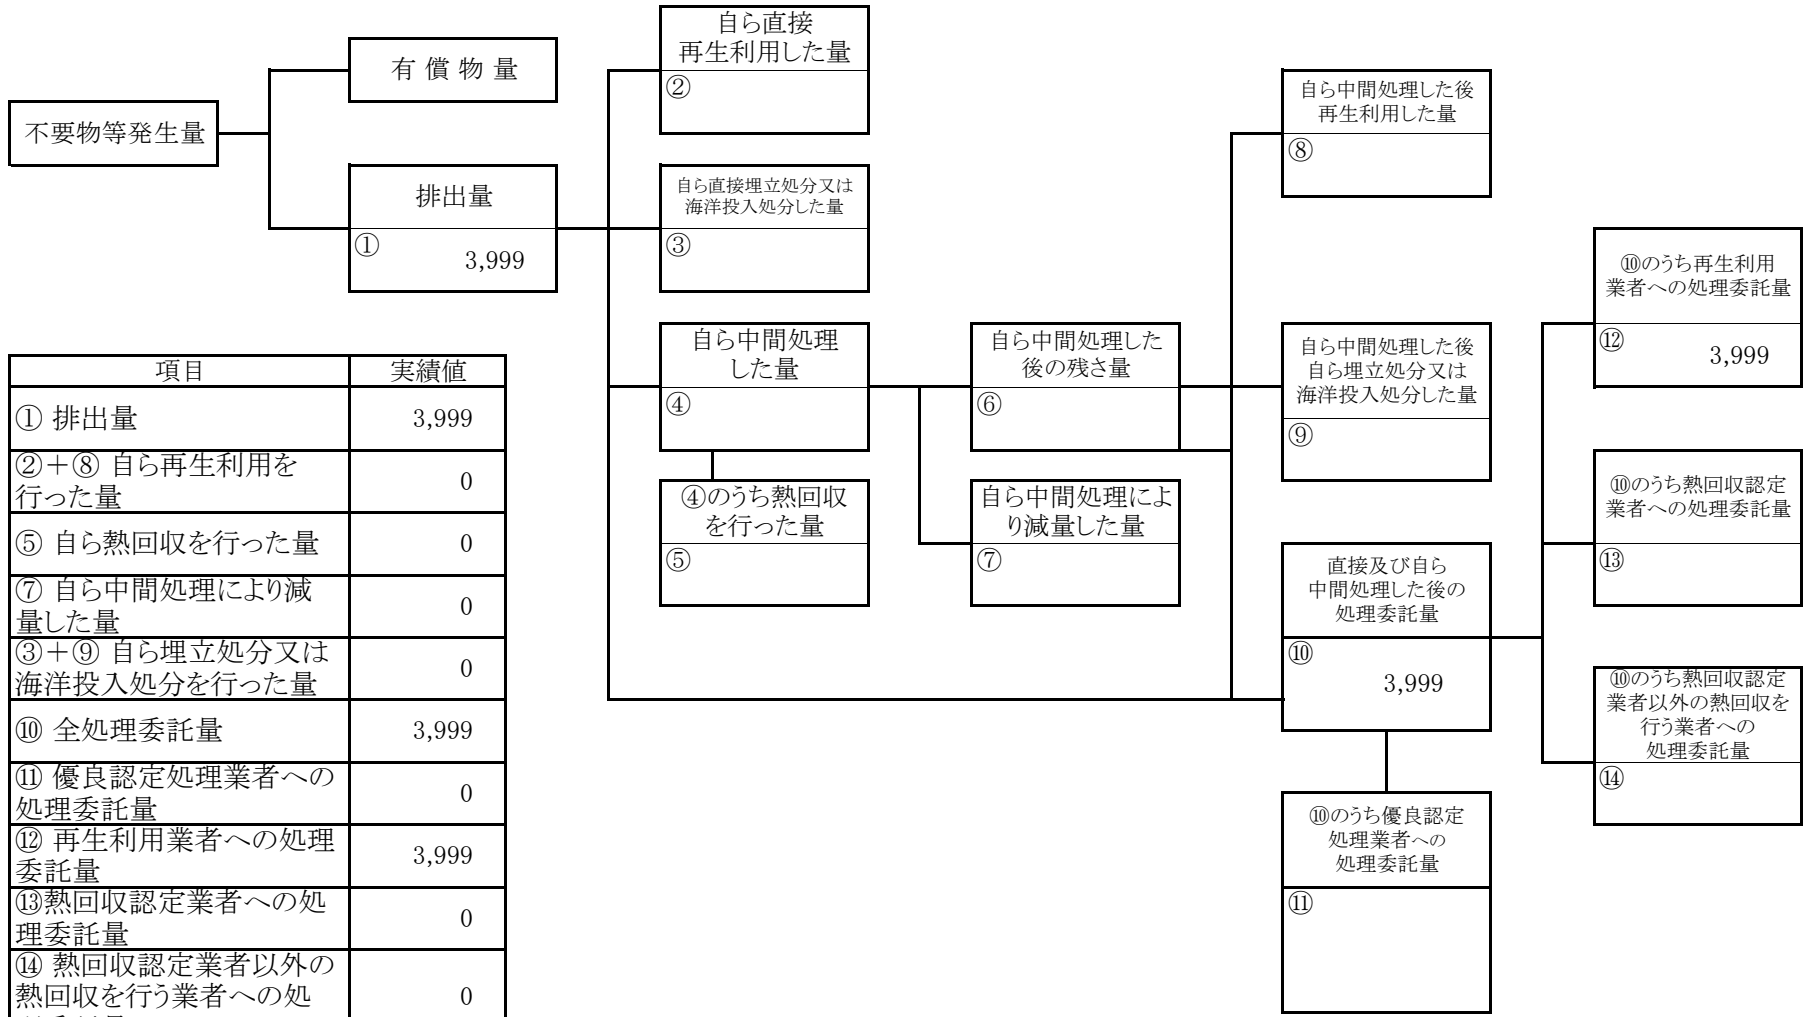 不要物等発生量
有 償 物 量
排出量
①
3,999
自ら直接
再生利用した量
②
自ら直接埋立処分又は
海洋投入処分した量
③
自ら中間処理
した量
④
④のうち熱回収
を行った量
⑤
自ら中間処理した
後の残さ量
⑥
自ら中間処理によ
り減量した量
⑦
自ら中間処理した後
再生利用した量
⑧
自ら中間処理した後
自ら埋立処分又は
海洋投入処分した量
⑨
直接及び自ら
中間処理した後の
処理委託量
⑩
3,999
⑩のうち優良認定
処理業者への
処理委託量
⑪
⑩のうち再生利用
業者への処理委託量
⑫
3,999
⑩のうち熱回収認定
業者への処理委託量
⑬
⑩のうち熱回収認定
業者以外の熱回収を
行う業者への
処理委託量
⑭
項目 実績値
① 排出量 3,999
②＋⑧ 自ら再生利用を
行った量 0
⑤ 自ら熱回収を行った量 0
⑦ 自ら中間処理により減
量した量 0
③＋⑨ 自ら埋立処分又は
海洋投入処分を行った量 0
⑩ 全処理委託量 3,999
⑪ 優良認定処理業者への
処理委託量 0
⑫ 再生利用業者への処理
委託量 3,999
⑬熱回収認定業者への処
理委託量 0
⑭ 熱回収認定業者以外の
熱回収を行う業者への処 0